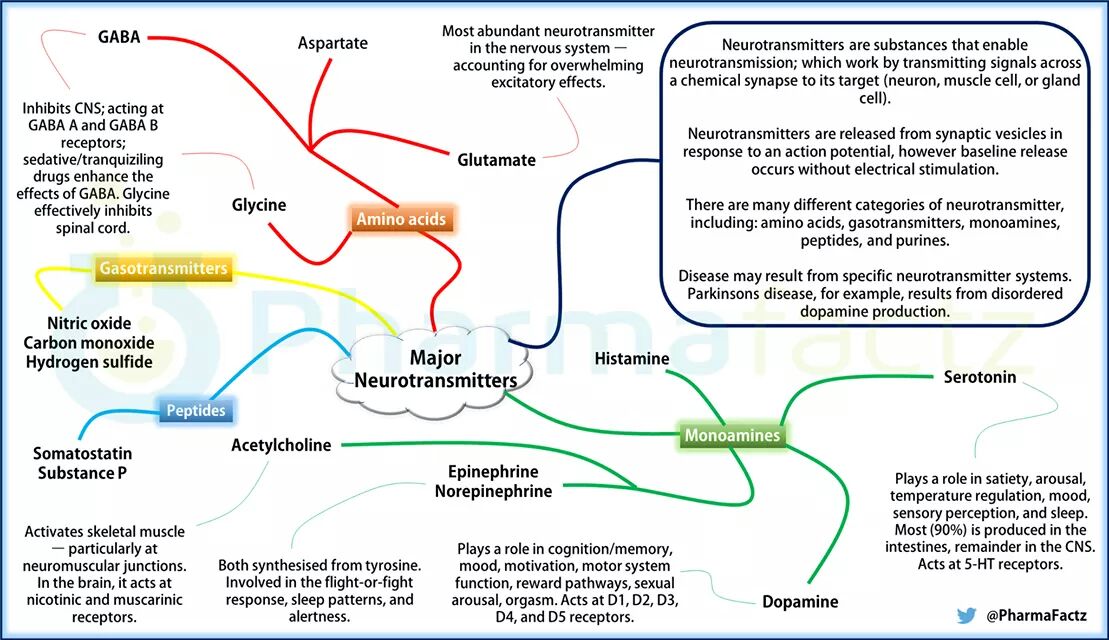 GABA
Aspartate
Most abundant neurotransmitter
in the nervous system —
accounting for overwhelming
excitatory effects.
Neurotransmitters are substances that enable
neurotransmission; which work by transmitting signals across
a chemical synapse to its target (neuron, muscle cell, or gland
cell).
Neurotransmitters are released from synaptic vesicles in
response to an action potential, however baseline release
occurs without electrical stimulation.
There are many different categories of neurotransmitter,
including: amino acids, gasotransmitters, monoamines,
peptides, and purines.
Disease may result from specific neurotransmitter systems.
Parkinsons disease, for example, results from disordered
dopamine production.
Inhibits CNS; acting at
GABA A and GABA B
receptors;
sedative/tranquiziling
drugs enhance the
effects of GABA. Glycine
effectively inhibits
spinal cord.
Glutamate
Glycine
Amino acids
Gasotransmitters
Nitric oxide
Carbon monoxide
Hydrogen sulfide
Pharmafactz
Major
Neurotransmitters
Histamine
Serotonin
Peptides
Somatostatin
Substance P
Acetylcholine
Monoamines
Epinephrine
Norepinephrine
Activates skeletal muscle
— particularly at
neuromuscular junctions.
In the brain, it acts at
nicotinic and muscarinic
receptors.
Both synthesised from tyrosine.
Involved in the flight-or-fight
response, sleep patterns, and
alertness.
Plays a role in cognition/memory,
mood, motivation, motor system
function, reward pathways, sexual
arousal, orgasm. Acts at D1, D2, D3,
D4, and D5 receptors.
Dopamine
Plays a role in satiety, arousal,
temperature regulation, mood,
sensory perception, and sleep.
Most (90%) is produced in the
intestines, remainder in the CNS.
Acts at 5-HT receptors.
@PharmaFactz